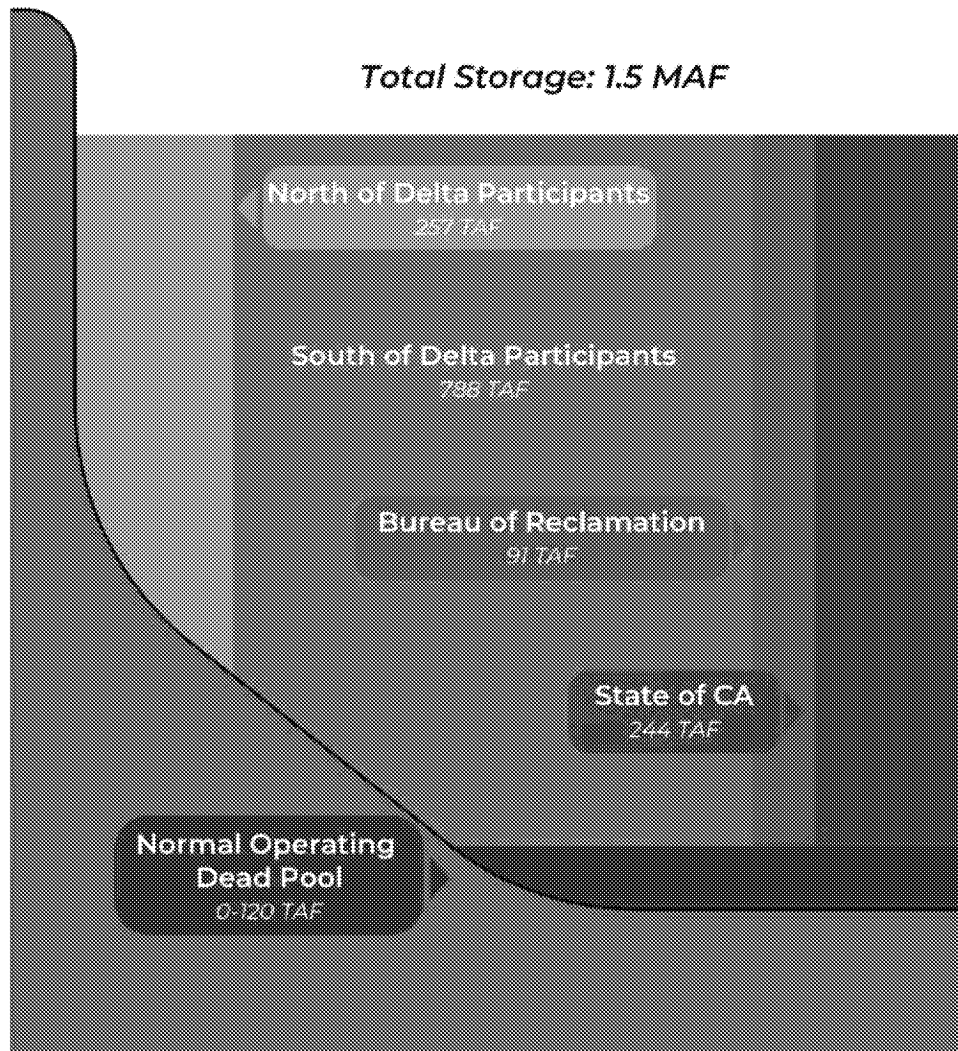 Total Storage: 1.5 MAF
North of Delta Participants
257 TAF
South of Delta Participants
788 TAF
Bureau of Reclamation
91 TAF
State of CA
244 TAF
Normal Operating
Dead Pool
0-120 TAF